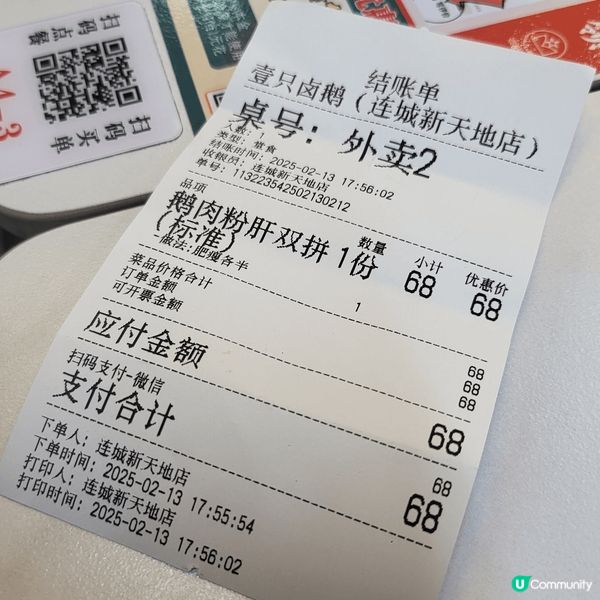 扫码点餐
扫码买单
M-3
结账单
壹只卤鹅（连城新天地店）
桌号：外卖2
人数：1
类型：堂食
结账时间：2025-02-13 17:56:02
收银员：连城新天地店
单号：113223542502130212
品项 数量 小计 优惠价
鹅肉粉肝双拼 1份 68 68
（标准）
-做法:肥瘦各半
菜品价格合计 1 68
订单金额 68
可开票金额 68
应付金额 68
扫码支付-微信 68
支付合计 68
下单人：连城新天地店
下单时间：2025-02-13 17:55:54
打印人：连城新天地店
打印时间：2025-02-13 17:56:02
U Community